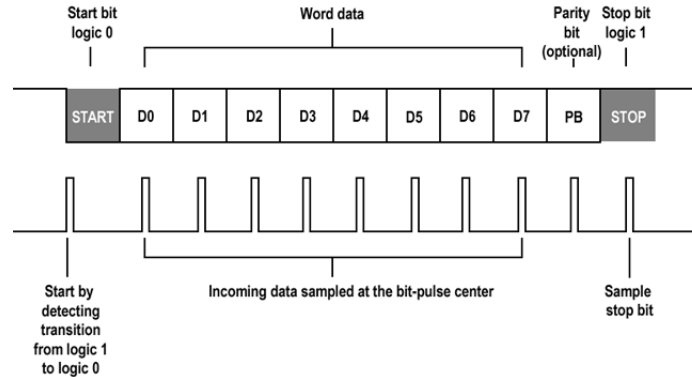 Start bit
logic 0
Word data
Parity
bit
(optional)
Stop bit
logic 1
START D0 D1 D2 D3 D4 D5 D6 D7 PB STOP
Start by
detecting
transition
from logic 1
to logic 0
Incoming data sampled at the bit-pulse center
Sample
stop bit